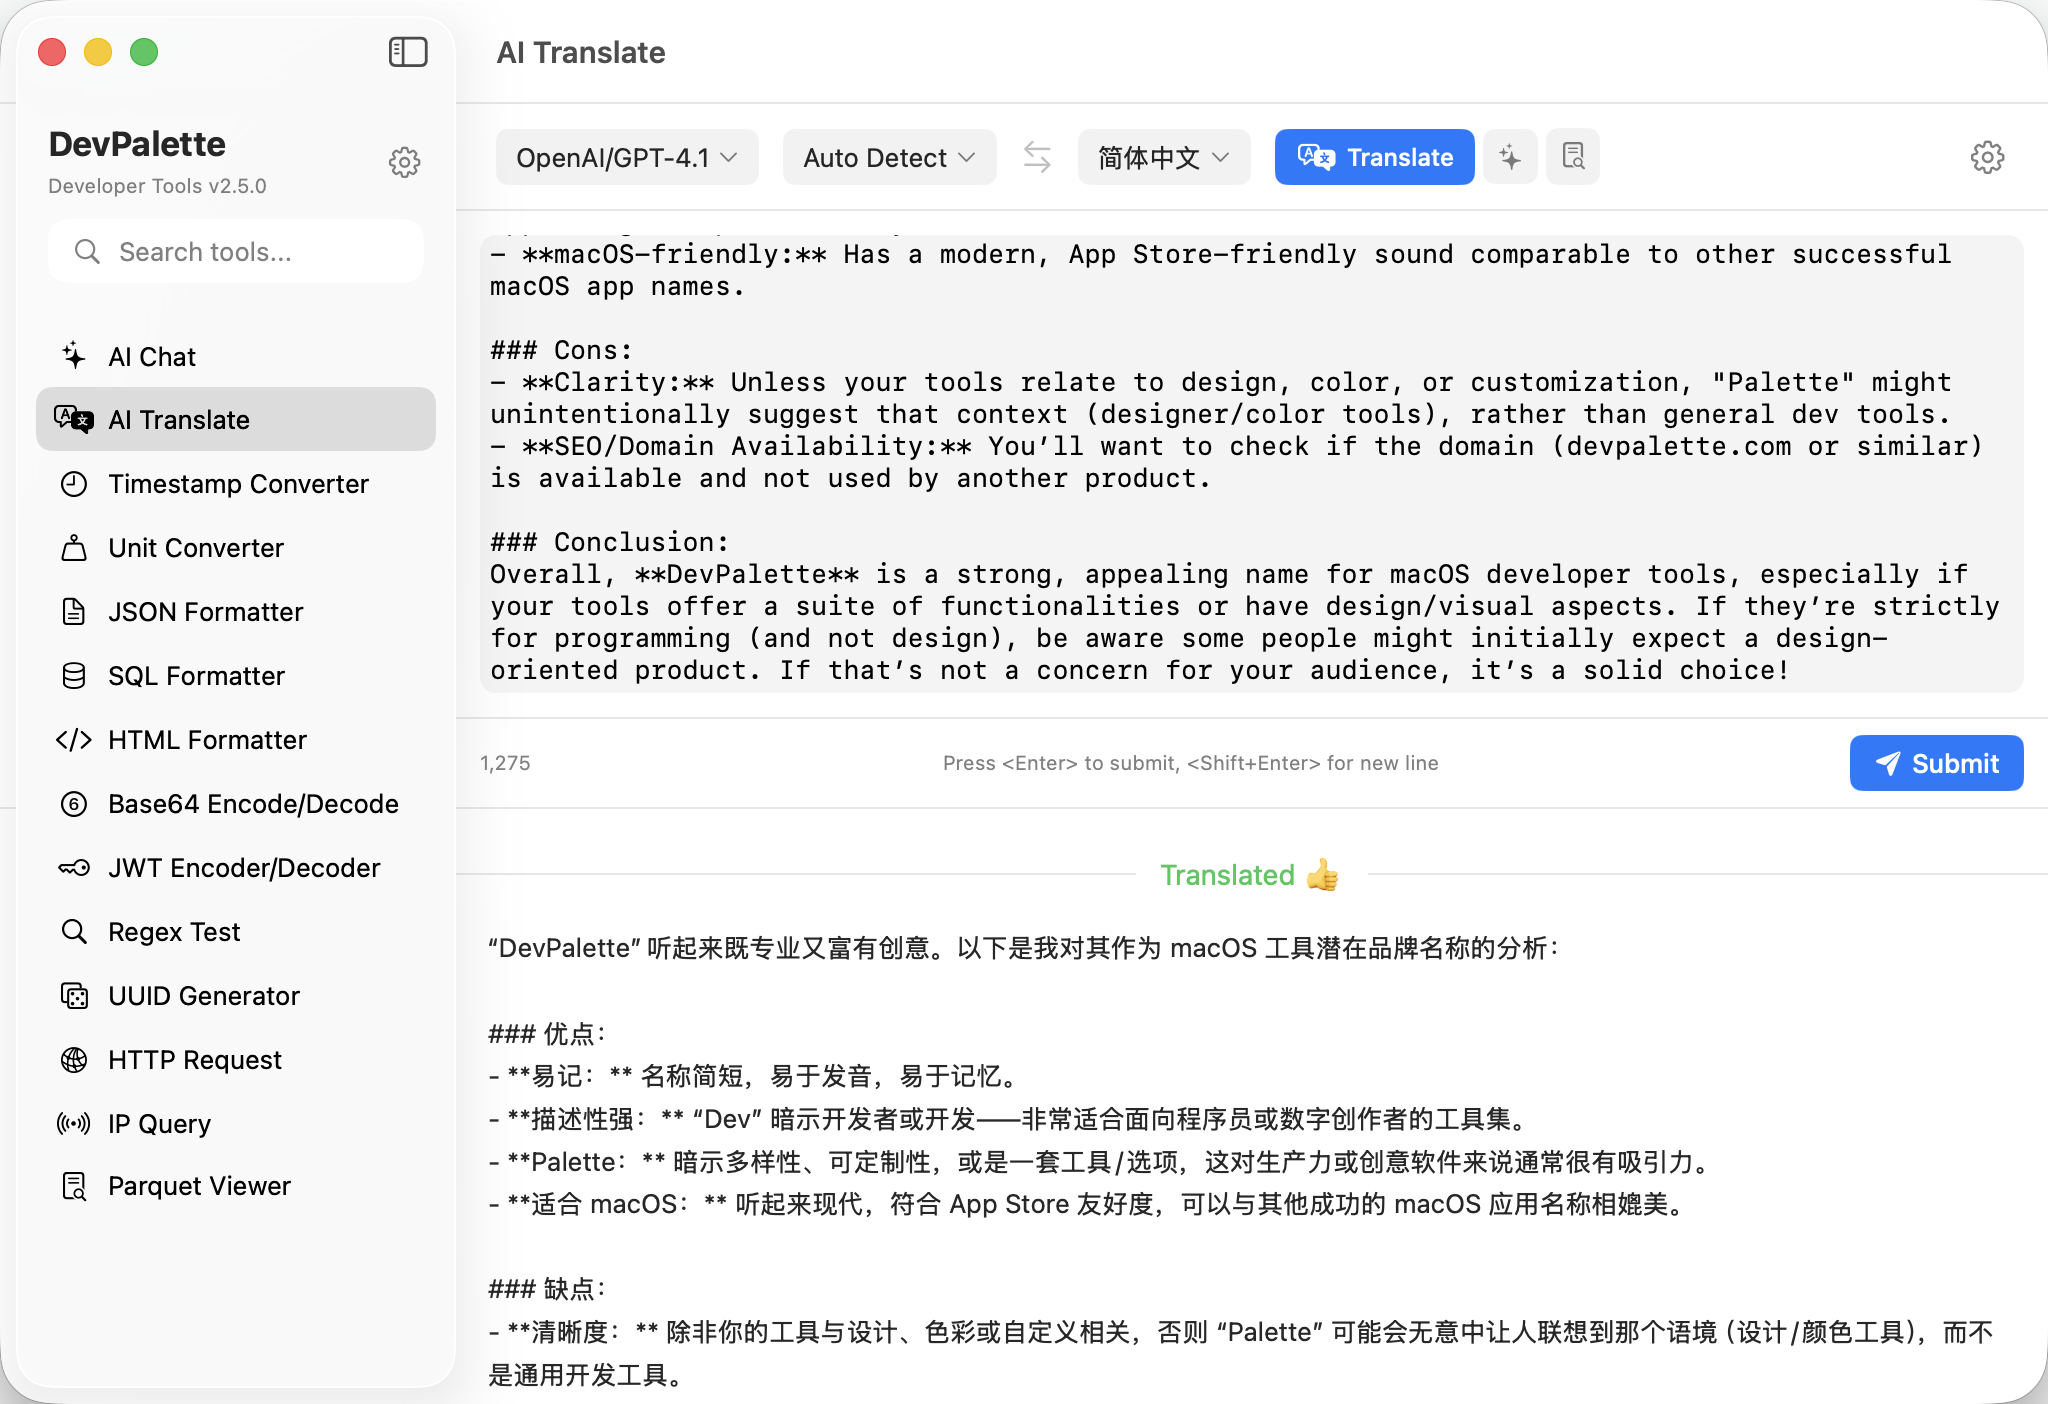 DevPalette
Developer Tools v2.5.0
Search tools...
AI Chat
AI Translate
Timestamp Converter
Unit Converter
JSON Formatter
SQL Formatter
HTML Formatter
Base64 Encode/Decode
JWT Encoder/Decoder
Regex Test
UUID Generator
HTTP Request
IP Query
Parquet Viewer
AI Translate
OpenAI/GPT-4.1
Auto Detect
简体中文
Translate
- **macOS-friendly:** Has a modern, App Store-friendly sound comparable to other successful
macOS app names.
### Cons:
- **Clarity:** Unless your tools relate to design, color, or customization, "Palette" might
unintentionally suggest that context (designer/color tools), rather than general dev tools.
- **SEO/Domain Availability:** You’ll want to check if the domain (devpalette.com or similar)
is available and not used by another product.
### Conclusion:
Overall, **DevPalette** is a strong, appealing name for macOS developer tools, especially if
your tools offer a suite of functionalities or have design/visual aspects. If they’re strictly
for programming (and not design), be aware some people might initially expect a design-
oriented product. If that’s not a concern for your audience, it’s a solid choice!
1,275
Press <Enter> to submit, <Shift+Enter> for new line
Submit
Translated 👍
“DevPalette” 听起来既专业又富有创意。以下是我对其作为 macOS 工具潜在品牌名称的分析：
### 优点：
- **易记：** 名称简短，易于发音，易于记忆。
- **描述性强：** “Dev” 暗示开发者或开发——非常适合面向程序员或数字创作者的工具集。
- **Palette：** 暗示多样性、可定制性，或是一套工具/选项，这对生产力或创意软件来说通常很有吸引力。
- **适合 macOS：** 听起来现代，符合 App Store 友好度，可以与其他成功的 macOS 应用名称相媲美。
### 缺点：
- **清晰度：** 除非你的工具与设计、色彩或自定义相关，否则 “Palette” 可能会无意中让人联想到那个语境（设计/颜色工具），而不
是通用开发工具。